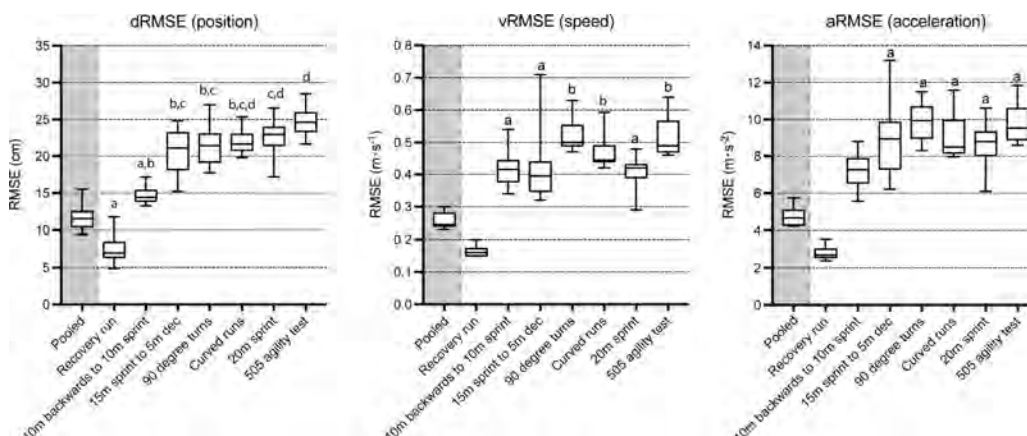 dRMSE (position)
35
30
25
20
15
10
5
0
RMSE (cm)
a
a,b
b,c
b,c
b,c,d
c,d
d
Pooled
Recovery run
10m backwards to 10m sprint
15m sprint to 5m dec
90 degree turns
Curved runs
20m sprint
505 agility test
vRMSE (speed)
0.8
0.7
0.6
0.5
0.4
0.3
0.2
0.1
0.0
RMSE (m·s⁻¹)
a
a
b
b
a
b
Pooled
Recovery run
10m backwards to 10m sprint
15m sprint to 5m dec
90 degree turns
Curved runs
20m sprint
505 agility test
aRMSE (acceleration)
14
12
10
8
6
4
2
0
RMSE (m·s⁻²)
a
a
a
a
a
Pooled
Recovery run
10m backwards to 10m sprint
15m sprint to 5m dec
90 degree turns
Curved runs
20m sprint
505 agility test